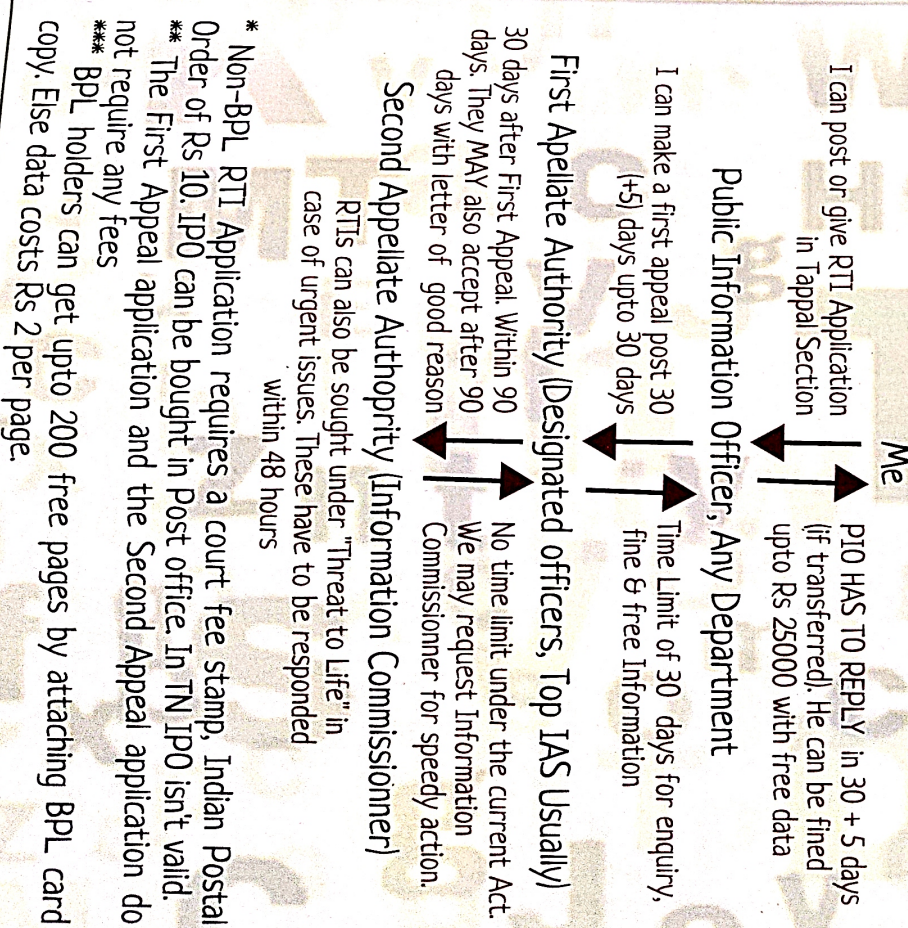 Me
I can post or give RTI Application
in Tappal Section
PIO HAS TO REPLY in 30 + 5 days
(if transferred). He can be fined
upto Rs 25000 with free data
Public Information Officer, Any Department
I can make a first appeal post 30
(+5) days upto 30 days
Time Limit of 30 days for enquiry,
fine & free Information
First Apellate Authority (Designated officers, Top IAS Usually)
30 days after First Appeal. Within 90
days. They MAY also accept after 90
days with letter of good reason
No time limit under the current Act.
We may request Information
Commissionner for speedy action.
Second Appellate Authoprity (Information Commissionner)
RTIs can also be sought under "Threat to Life" in
case of urgent issues. These have to be responded
within 48 hours
* Non-BPL RTI Application requires a court fee stamp, Indian Postal
Order of Rs 10. IPO can be bought in Post office. In TN IPO isn't valid.
** The First Appeal application and the Second Appeal application do
not require any fees
*** BPL holders can get upto 200 free pages by attaching BPL card
copy. Else data costs Rs 2 per page.